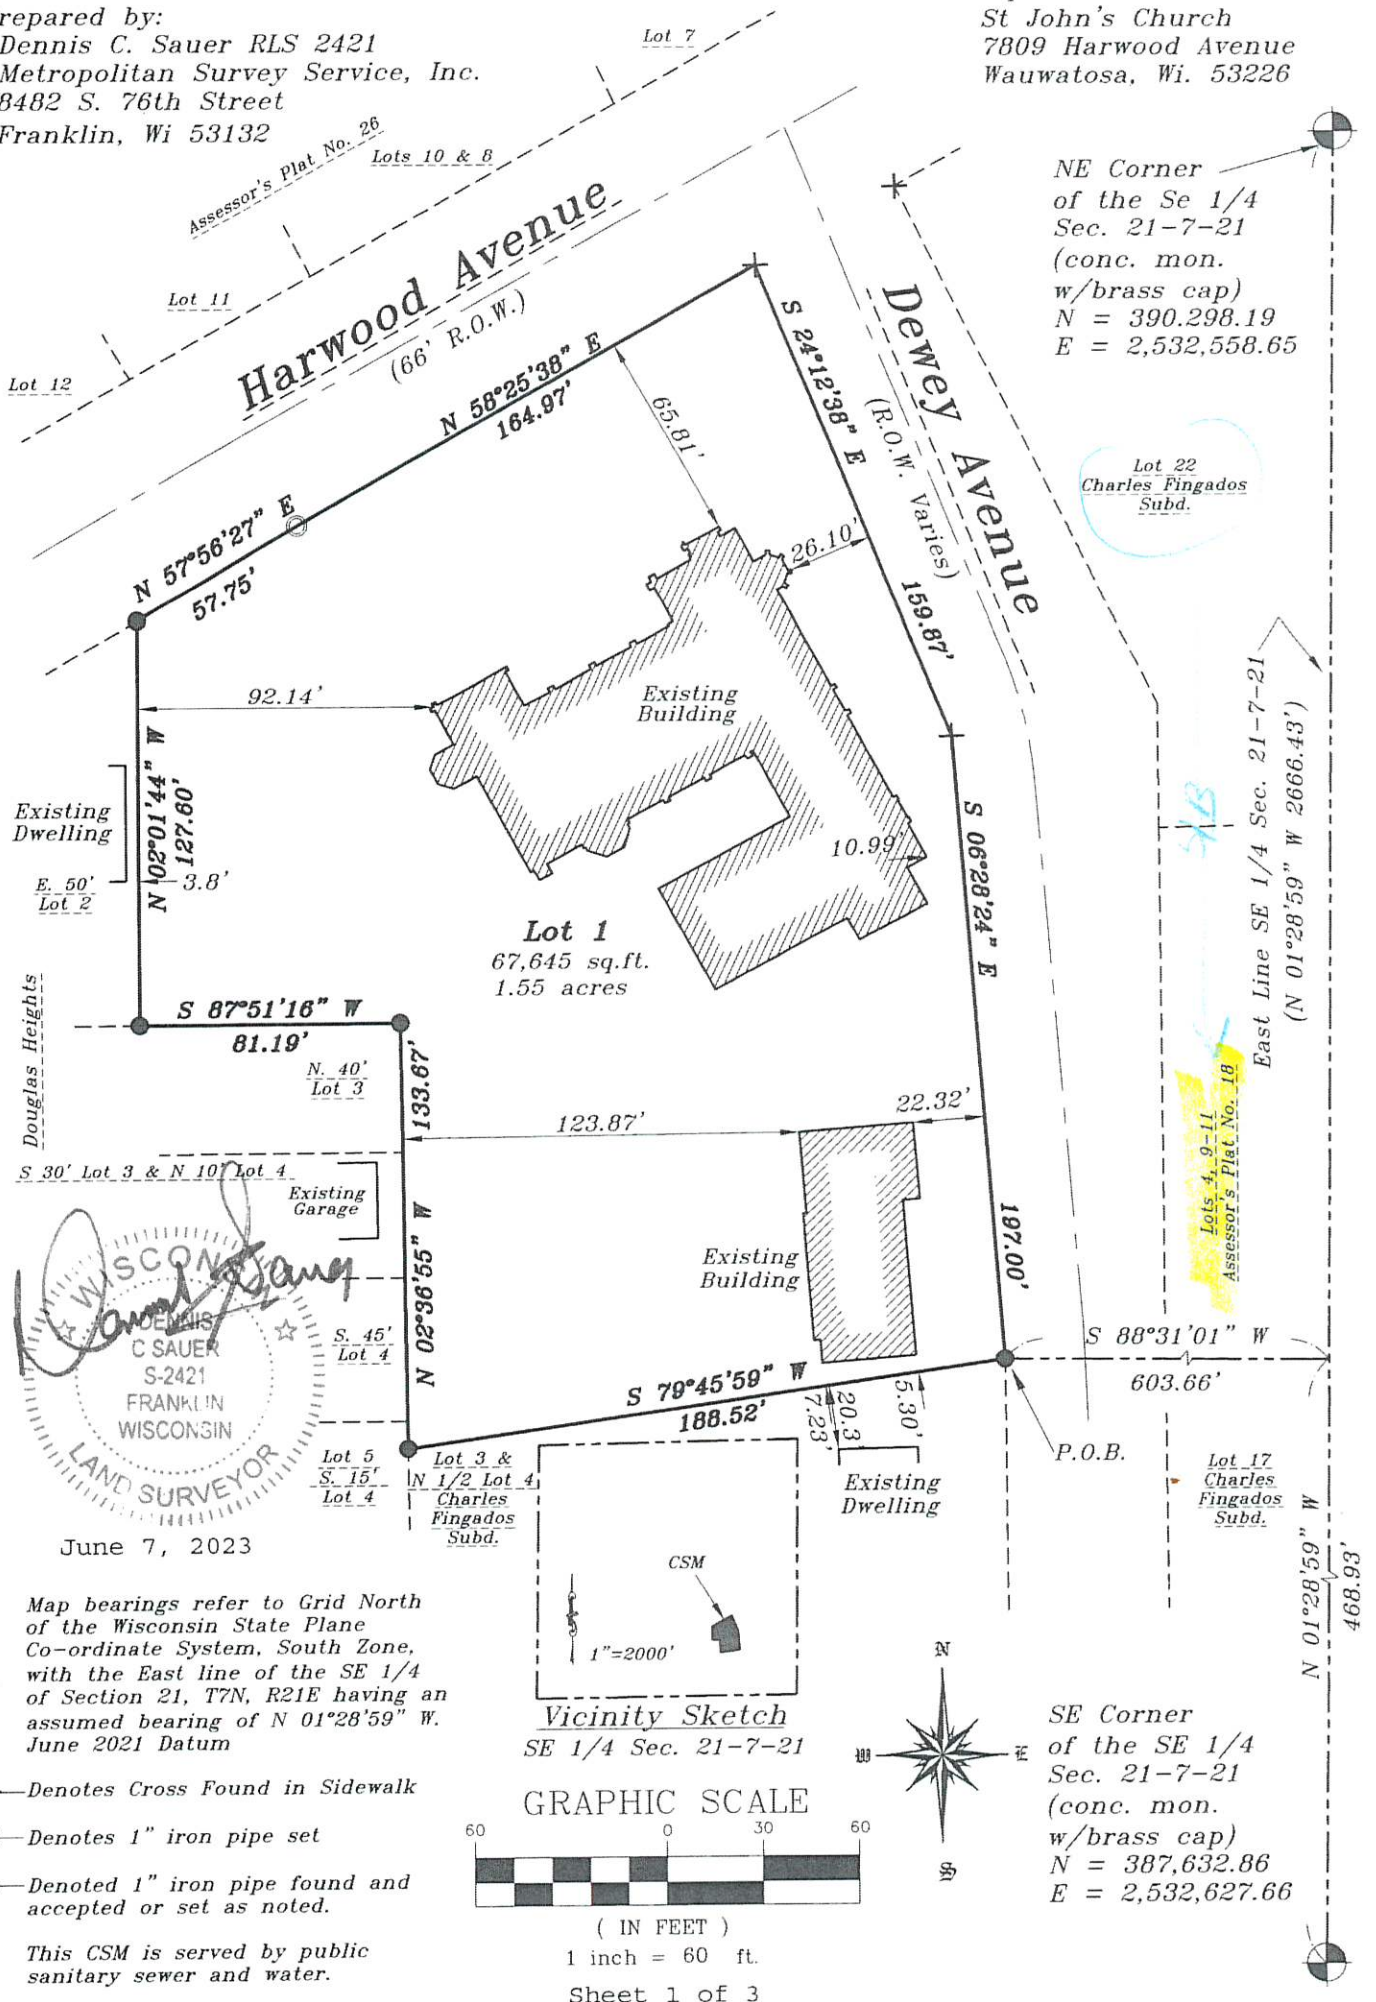 repared by:
Dennis C. Sauer RLS 2421
Metropolitan Survey Service, Inc.
8482 S. 76th Street
Franklin, Wi 53132
St John's Church
7809 Harwood Avenue
Wauwatosa, Wi. 53226
Lot 7
Assessor's Plat No. 26
Lots 10 & 8
Lot 11
Lot 12
Harwood Avenue
(66' R.O.W.)
NE Corner
of the Se 1/4
Sec. 21-7-21
(conc. mon.
w/brass cap)
N = 390.298.19
E = 2,532,558.65
Dewey Avenue
(R.O.W. Varies)
N 58°25'38" E
164.97'
N 57°56'27" E
57.75'
S 24°12'38" E
159.87'
65.81'
26.10'
Lot 22
Charles Fingados
Subd.
92.14'
Existing
Building
N 02°01'44" W
127.60'
Existing
Dwelling
E. 50'
Lot 2
3.8'
10.99'
S 06°28'24" E
197.00'
Lot 1
67,645 sq.ft.
1.55 acres
East Line SE 1/4 Sec. 21-7-21
(N 01°28'59" W 2666.43')
Douglas Heights
S 87°51'16" W
81.19'
N. 40'
Lot 3
133.67'
N 02°36'55" W
123.87'
22.32'
Lots 4, 9-11
Assessor's Plat No. 18
S 30' Lot 3 & N 10' Lot 4
Existing
Garage
Existing
Building
S. 45'
Lot 4
WISCONSIN
DENNIS
C SAUER
S-2421
FRANKLIN
WISCONSIN
LAND SURVEYOR
June 7, 2023
S 88°31'01" W
603.66'
S 79°45'59" W
188.52'
7.23'
20.3'
5.30'
P.O.B.
Existing
Dwelling
Lot 5
S. 15'
Lot 4
Lot 3 &
N 1/2 Lot 4
Charles
Fingados
Subd.
Lot 17
Charles
Fingados
Subd.
N 01°28'59" W
468.93'
CSM
1"=2000'
Vicinity Sketch
SE 1/4 Sec. 21-7-21
Map bearings refer to Grid North
of the Wisconsin State Plane
Co-ordinate System, South Zone,
with the East line of the SE 1/4
of Section 21, T7N, R21E having an
assumed bearing of N 01°28'59" W.
June 2021 Datum
Denotes Cross Found in Sidewalk
Denotes 1" iron pipe set
Denoted 1" iron pipe found and
accepted or set as noted.
This CSM is served by public
sanitary sewer and water.
N
W
E
S
GRAPHIC SCALE
60 0 30 60
( IN FEET )
1 inch = 60 ft.
Sheet 1 of 3
SE Corner
of the SE 1/4
Sec. 21-7-21
(conc. mon.
w/brass cap)
N = 387,632.86
E = 2,532,627.66